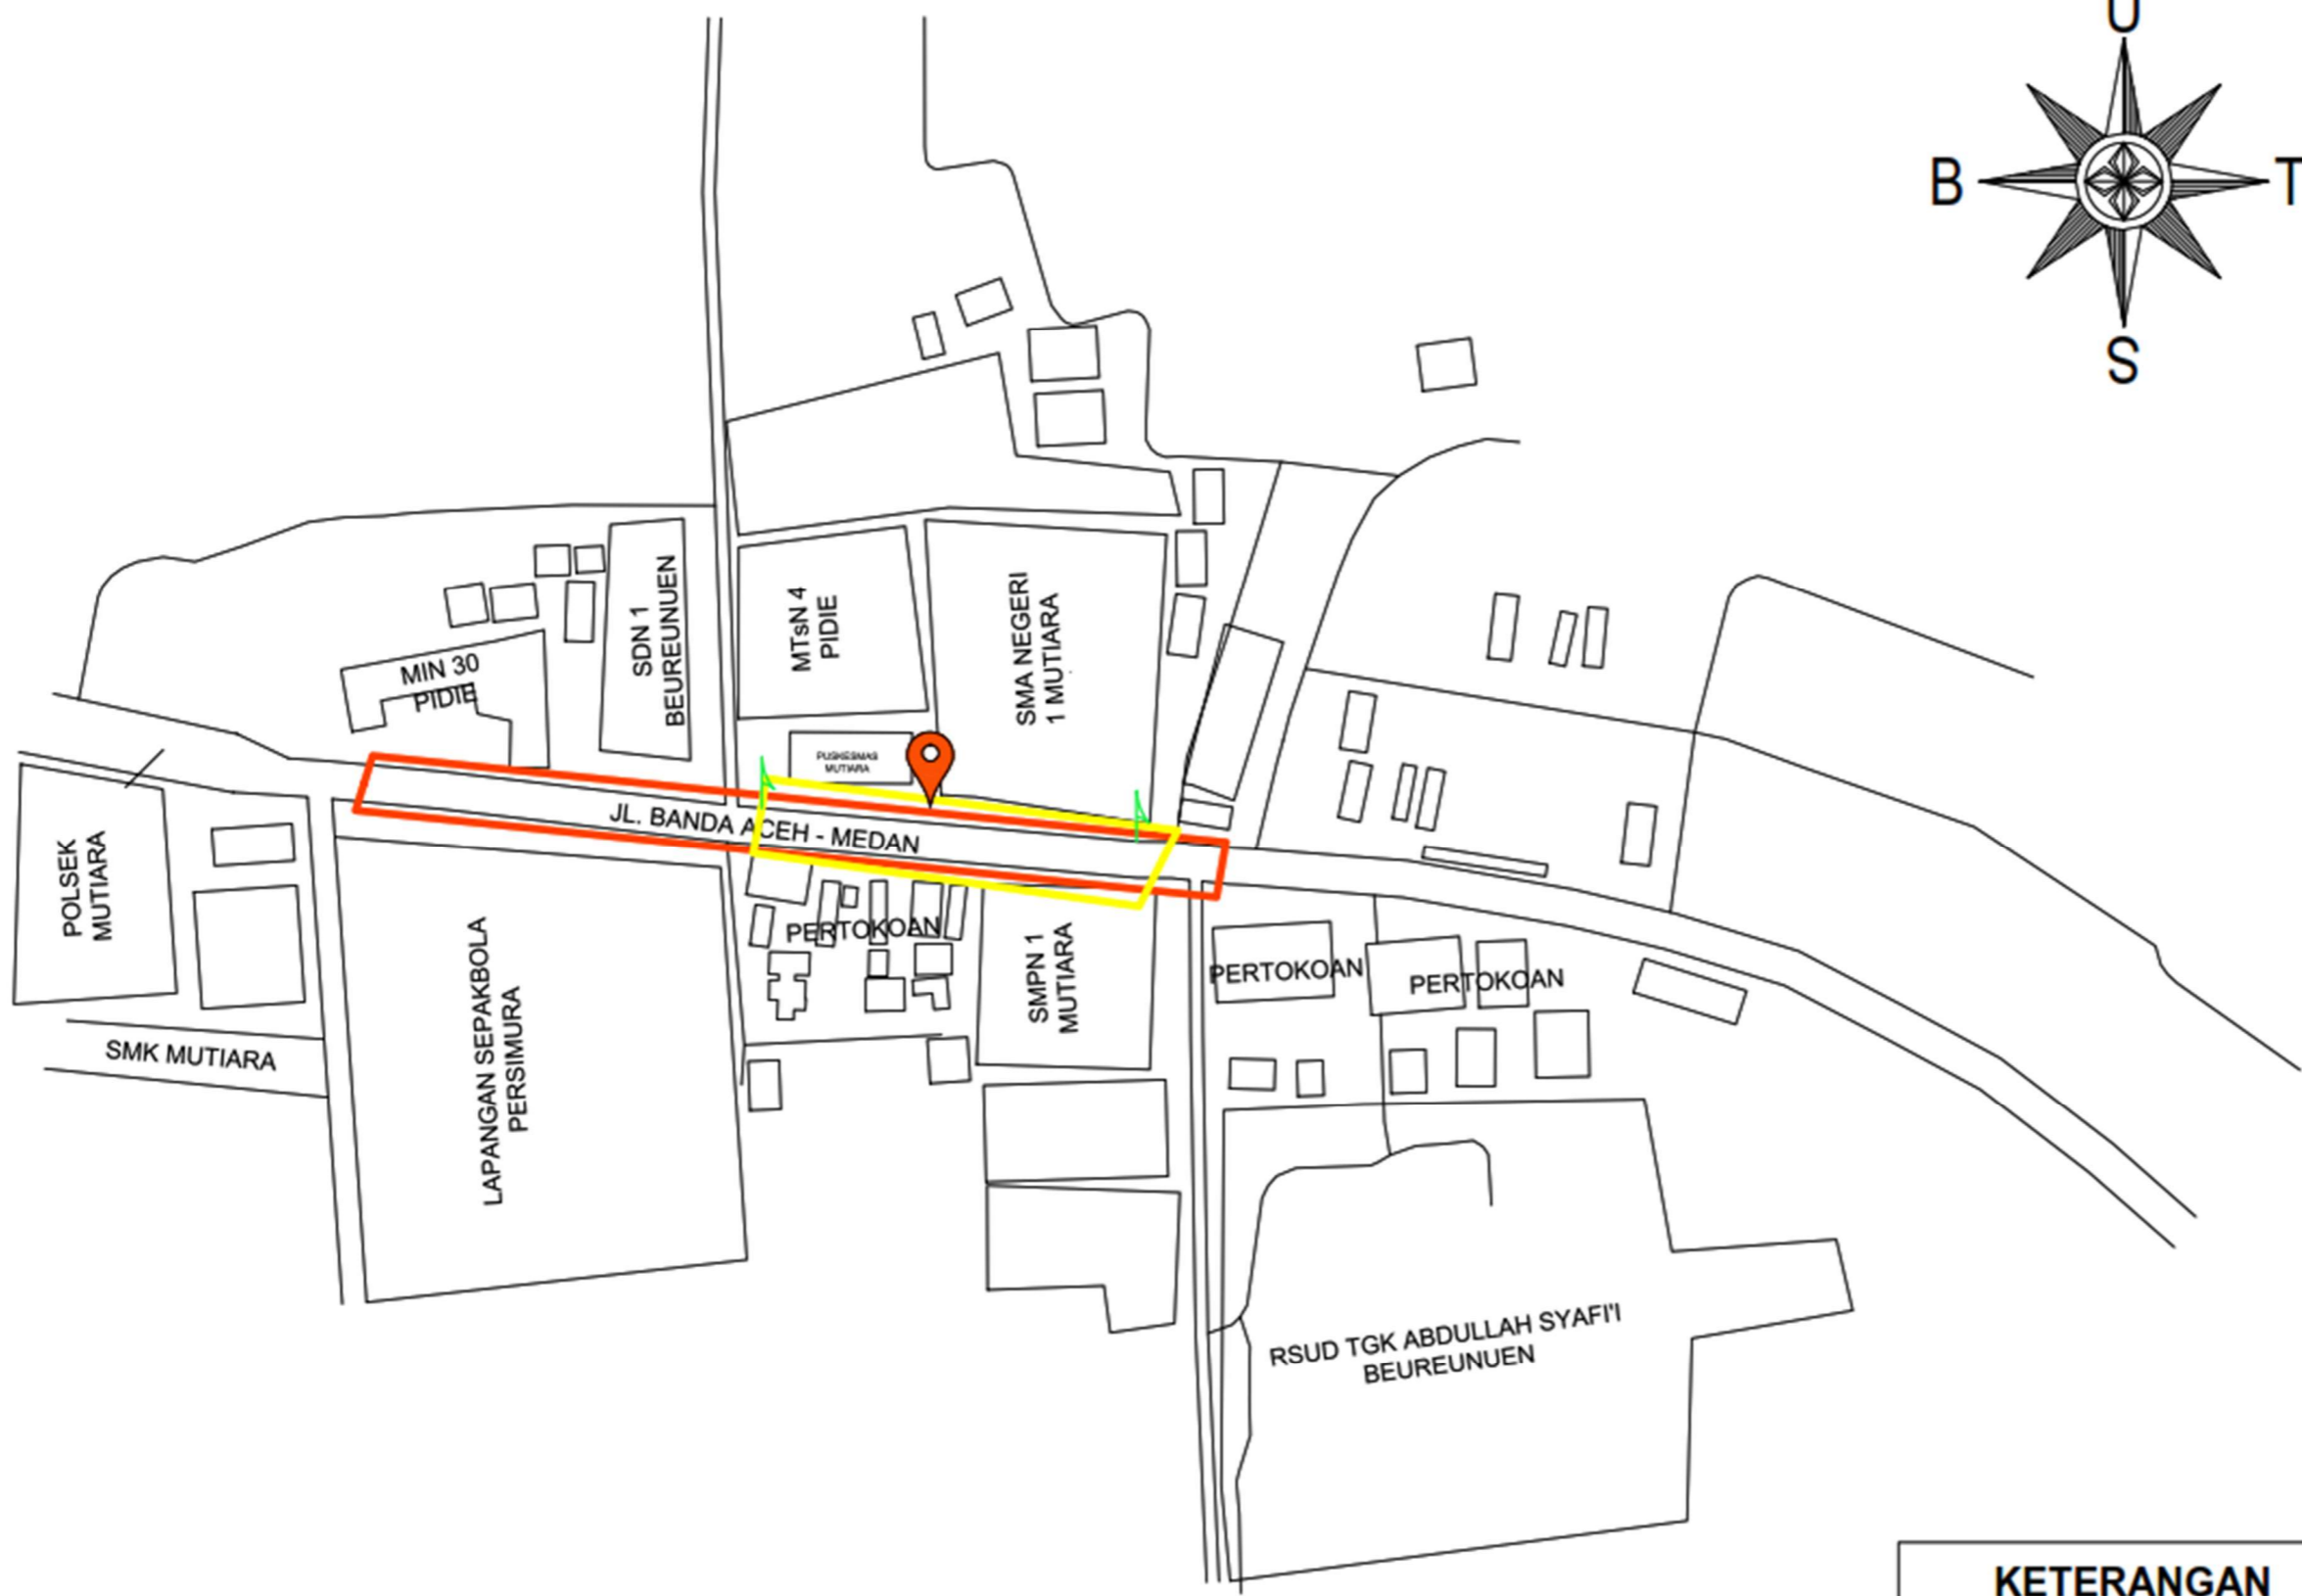 U
B
T
S
SDN 1
BEUREUNUEN
MTsN 4
PIDIE
SMA NEGERI
1 MUTIARA
MIN 30
PIDIE
PUSKESMAS
MUTIARA
JL. BANDA ACEH - MEDAN
POLSEK
MUTIARA
PERTOKOAN
SMPN 1
MUTIARA
PERTOKOAN
PERTOKOAN
SMK MUTIARA
LAPANGAN SEPAKBOLA
PERSIMURA
RSUD TGK ABDULLAH SYAFI'I
BEUREUNUEN
KETERANGAN